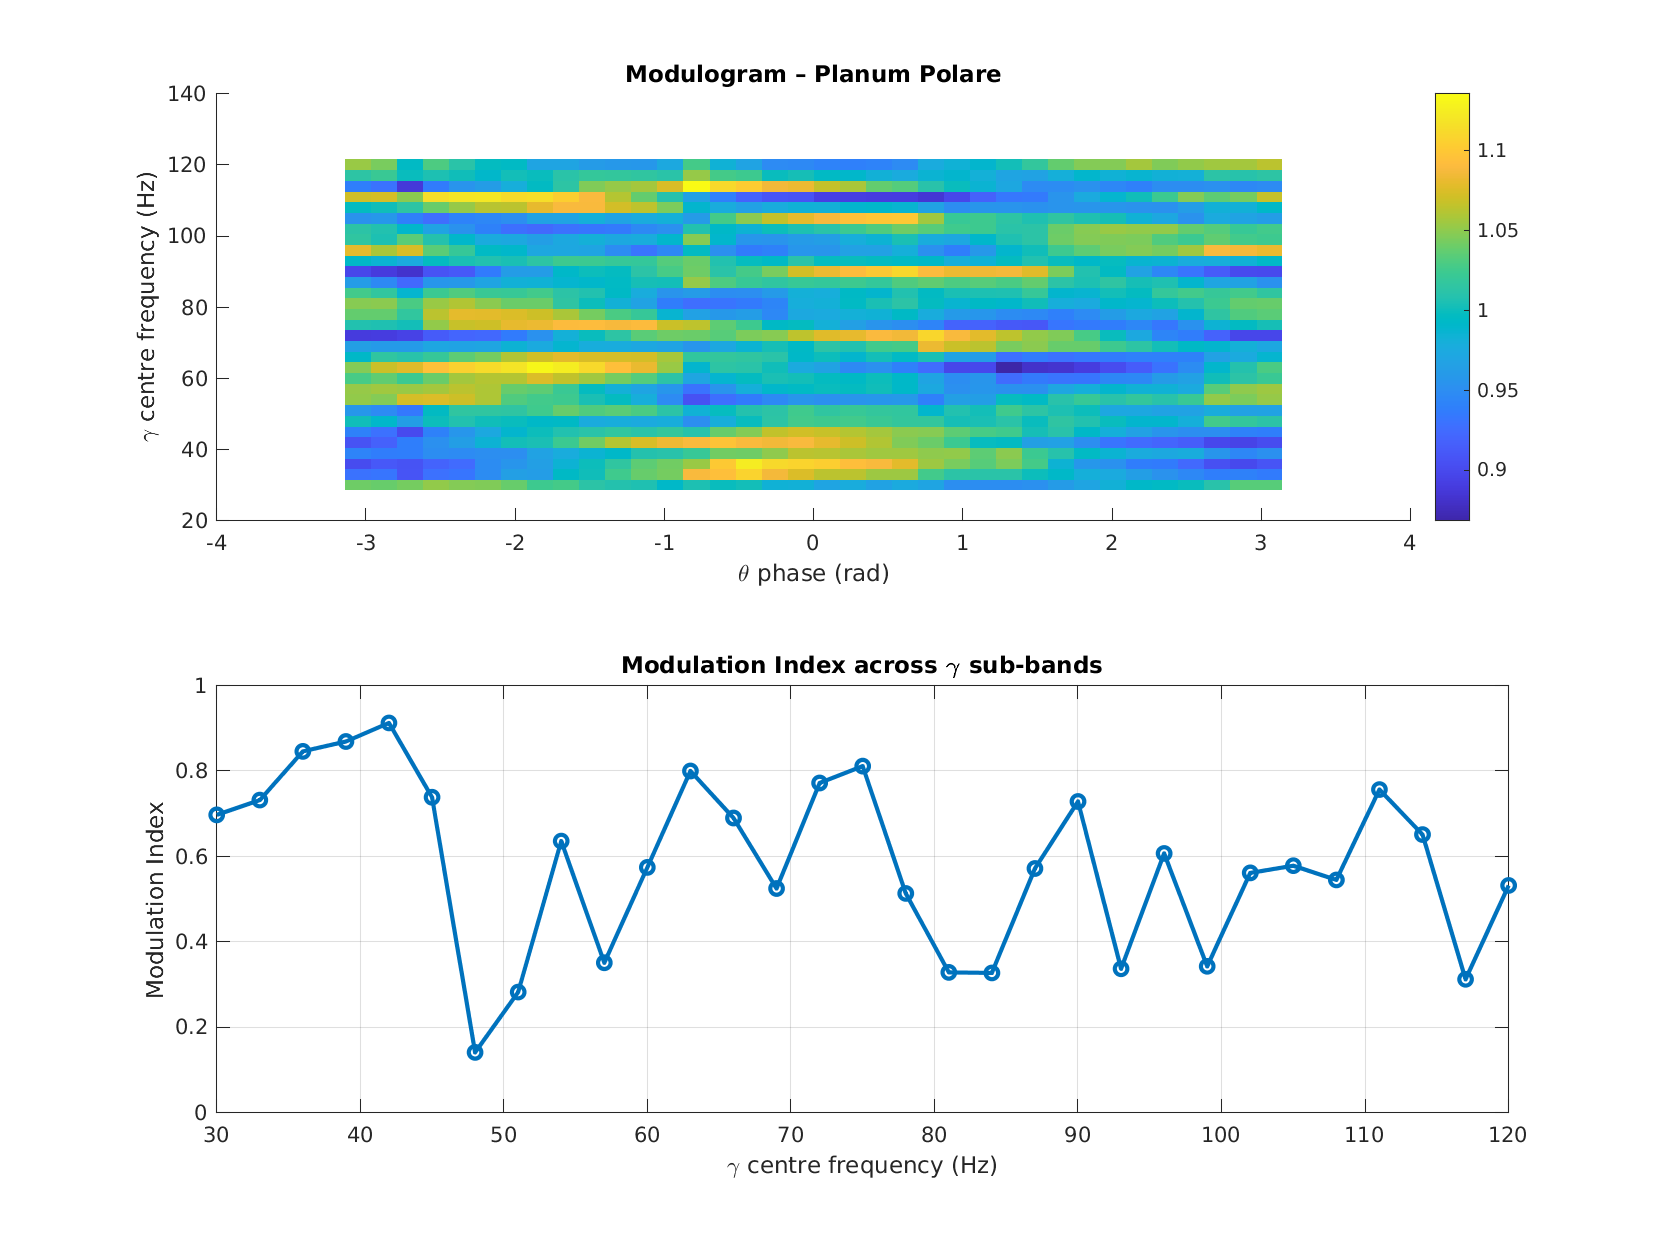 Modulogram – Planum Polare
140
120
100
80
60
40
20
γ centre frequency (Hz)
-4 -3 -2 -1 0 1 2 3 4
θ phase (rad)
1.1
1.05
1
0.95
0.9
Modulation Index across γ sub-bands
1
0.8
0.6
0.4
0.2
0
Modulation Index
30 40 50 60 70 80 90 100 110 120
γ centre frequency (Hz)